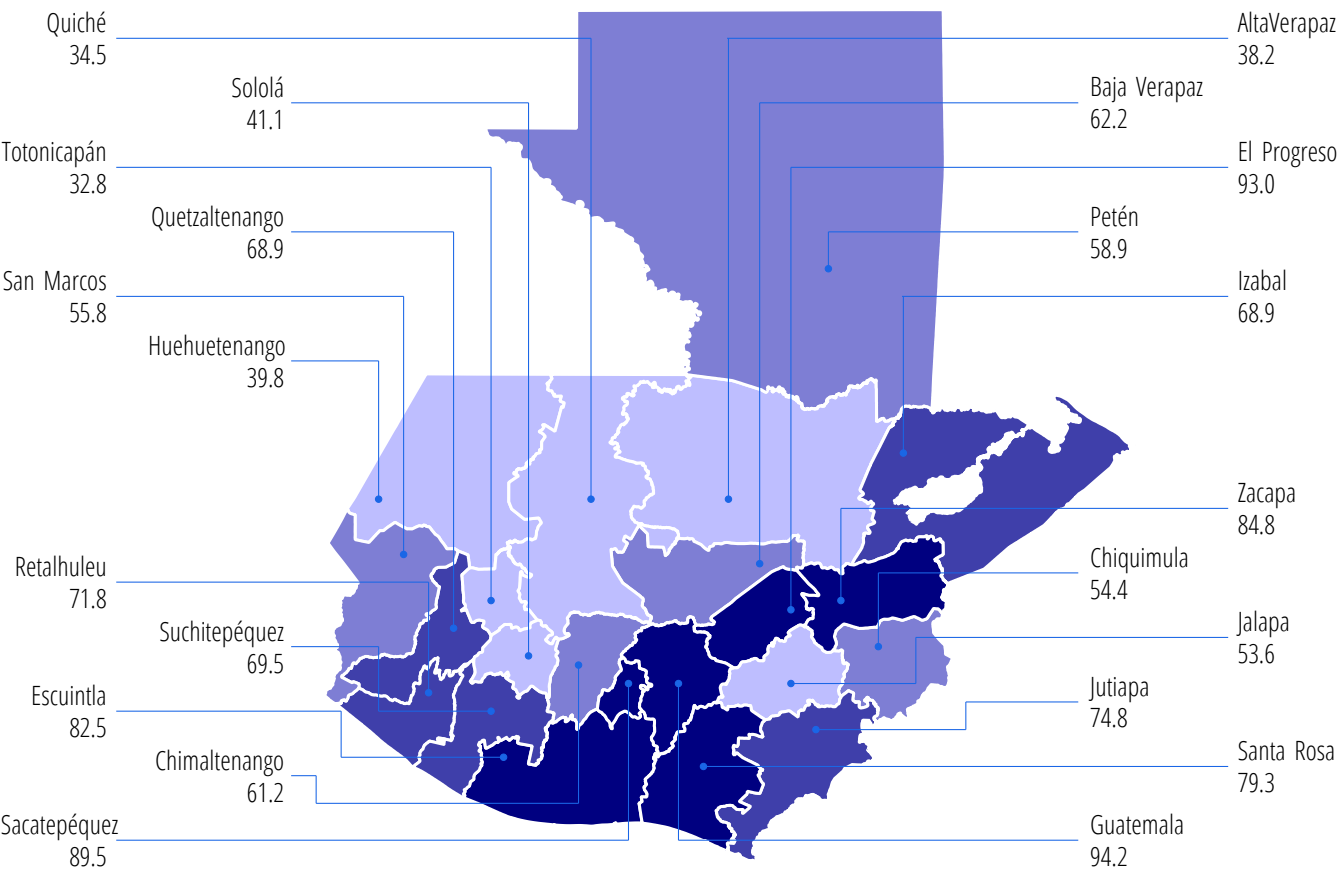 Quiché
34.5
Sololá
41.1
Totonicapán
32.8
Quetzaltenango
68.9
San Marcos
55.8
Huehuetenango
39.8
Retalhuleu
71.8
Suchitepéquez
69.5
Escuintla
82.5
Chimaltenango
61.2
Sacatepéquez
89.5
AltaVerapaz
38.2
Baja Verapaz
62.2
El Progreso
93.0
Petén
58.9
Izabal
68.9
Zacapa
84.8
Chiquimula
54.4
Jalapa
53.6
Jutiapa
74.8
Santa Rosa
79.3
Guatemala
94.2